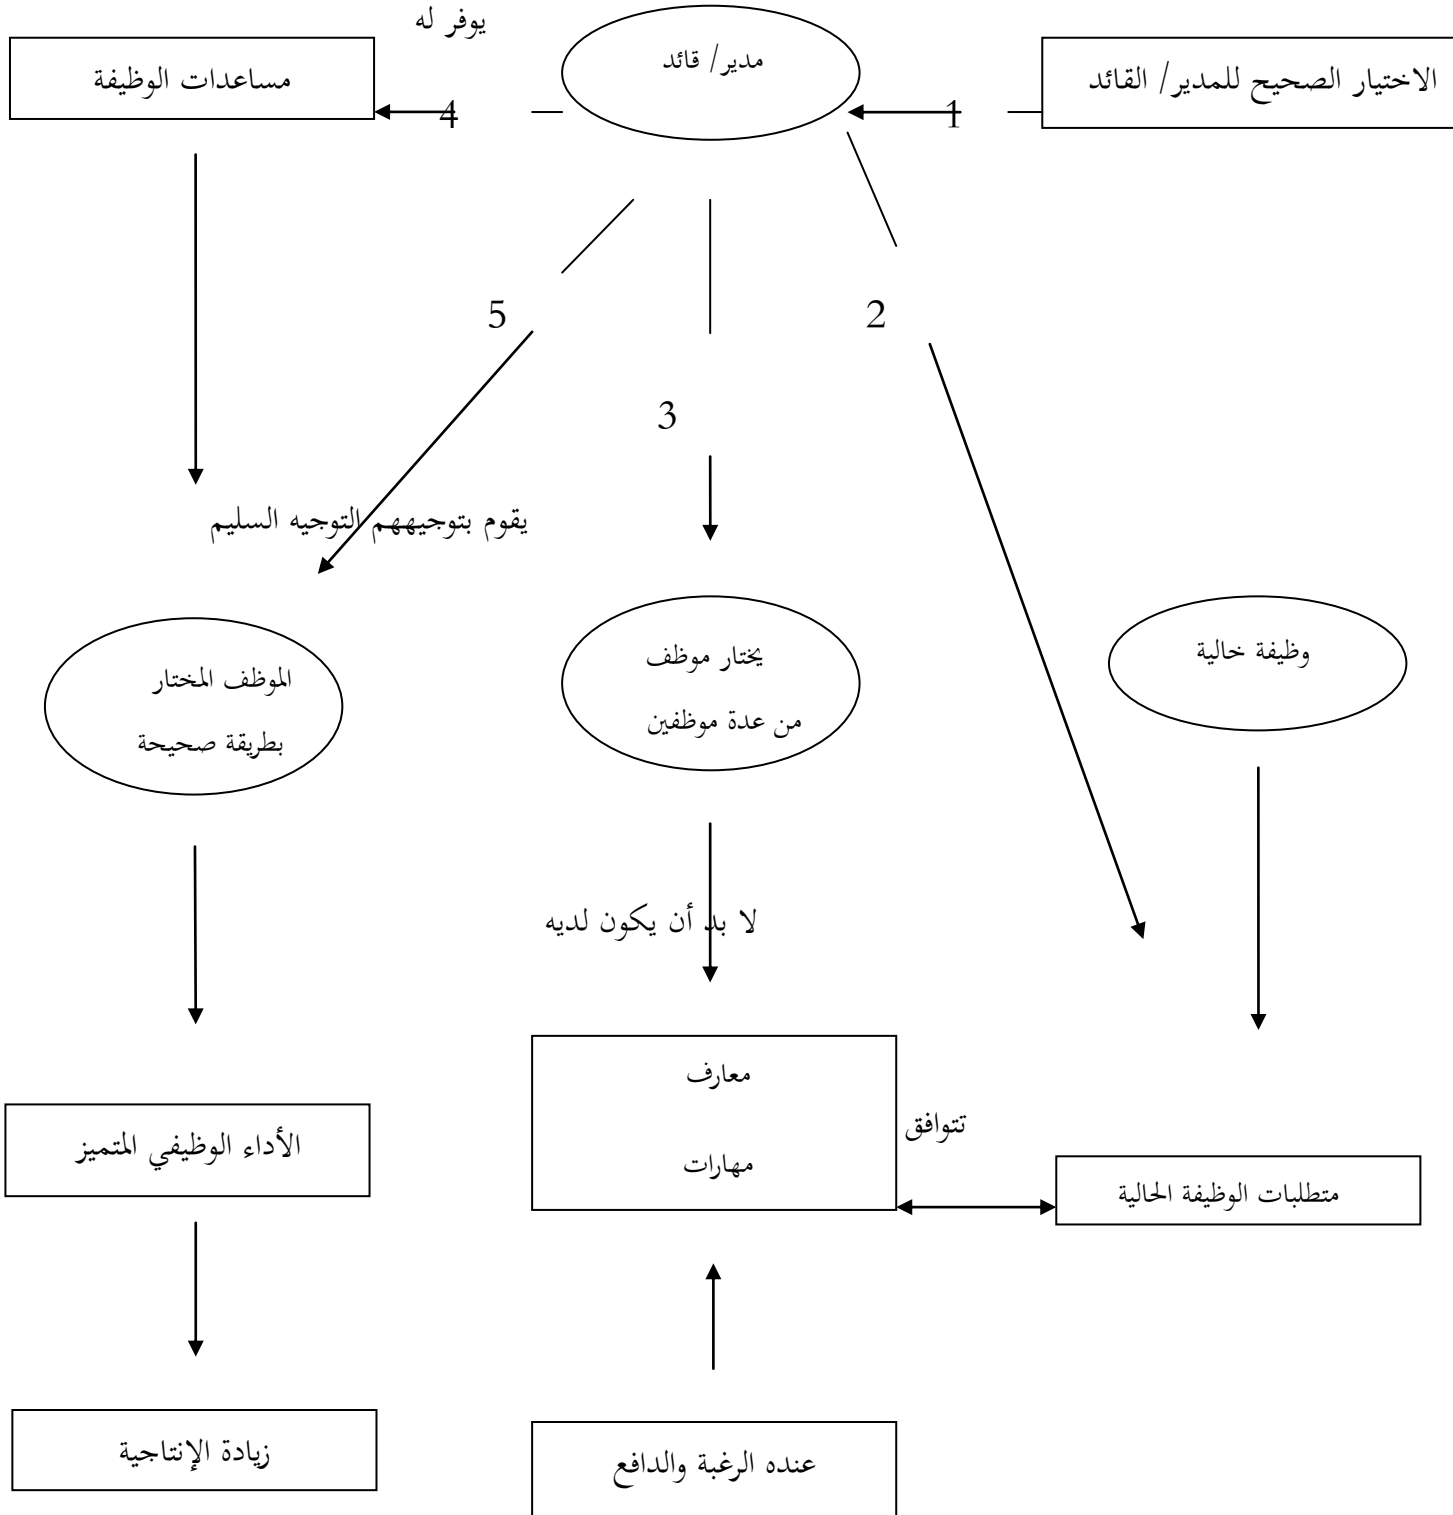 يوفر له
الاختيار الصحيح للمدير/ القائد
مدير/ قائد
مساعدات الوظيفة
1
4
2
5
3
يقوم بتوجيههم التوجيه السليم
وظيفة خالية
يختار موظف
من عدة موظفين
الموظف المختار
بطريقة صحيحة
لا بد أن يكون لديه
معارف
مهارات
تتوافق
متطلبات الوظيفة الحالية
الأداء الوظيفي المتميز
عنده الرغبة والدافع
زيادة الإنتاجية